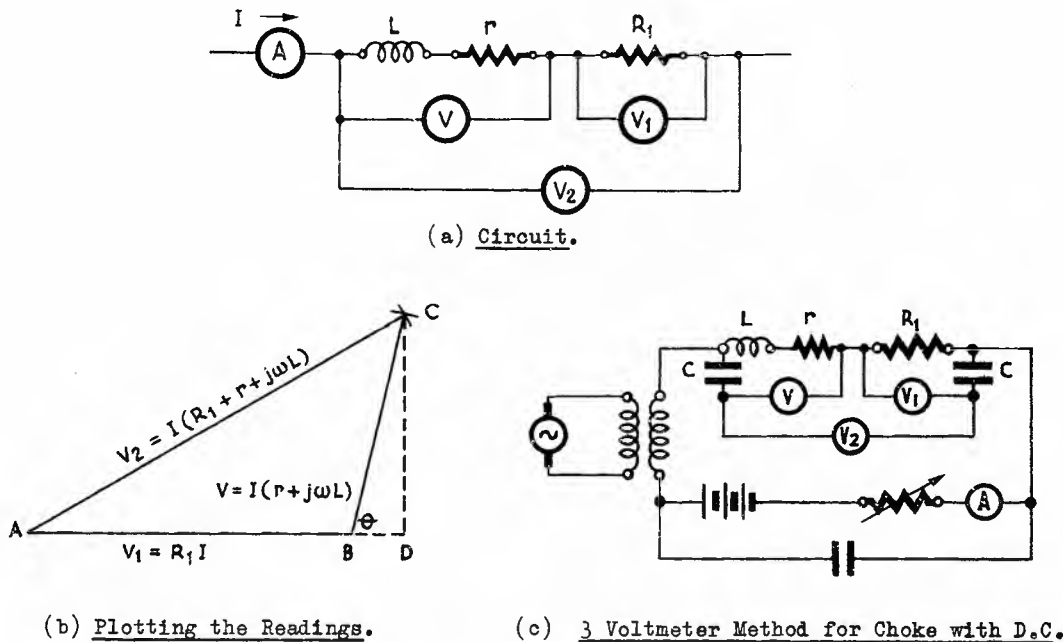 I
L
r
R₁
A
V
V₁
V₂
(a) Circuit.
C
V₂ = I(R₁ + r + jωL)
V = I(r + jωL)
A
θ
V₁ = R₁I
B
D
(b) Plotting the Readings.
L
r
R₁
C
C
V
V₁
V₂
A
(c) 3 Voltmeter Method for Choke with D.C.